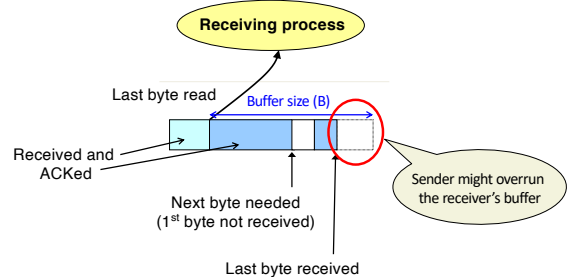 Receiving process
Last byte read
Buffer size (B)
Received and
ACKed
Next byte needed
(1st byte not received)
Sender might overrun
the receiver's buffer
Last byte received